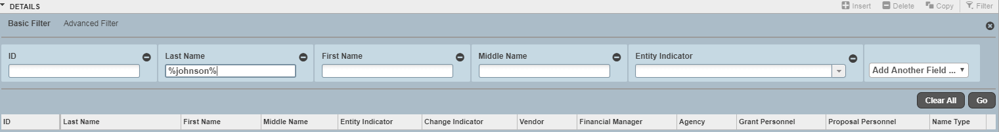 DETAILS Insert Delete Copy Filter
Basic Filter Advanced Filter
ID Last Name First Name Middle Name Entity Indicator
%johnson% Add Another Field ...
Clear All Go
ID Last Name First Name Middle Name Entity Indicator Change Indicator Vendor Financial Manager Agency Grant Personnel Proposal Personnel Name Type